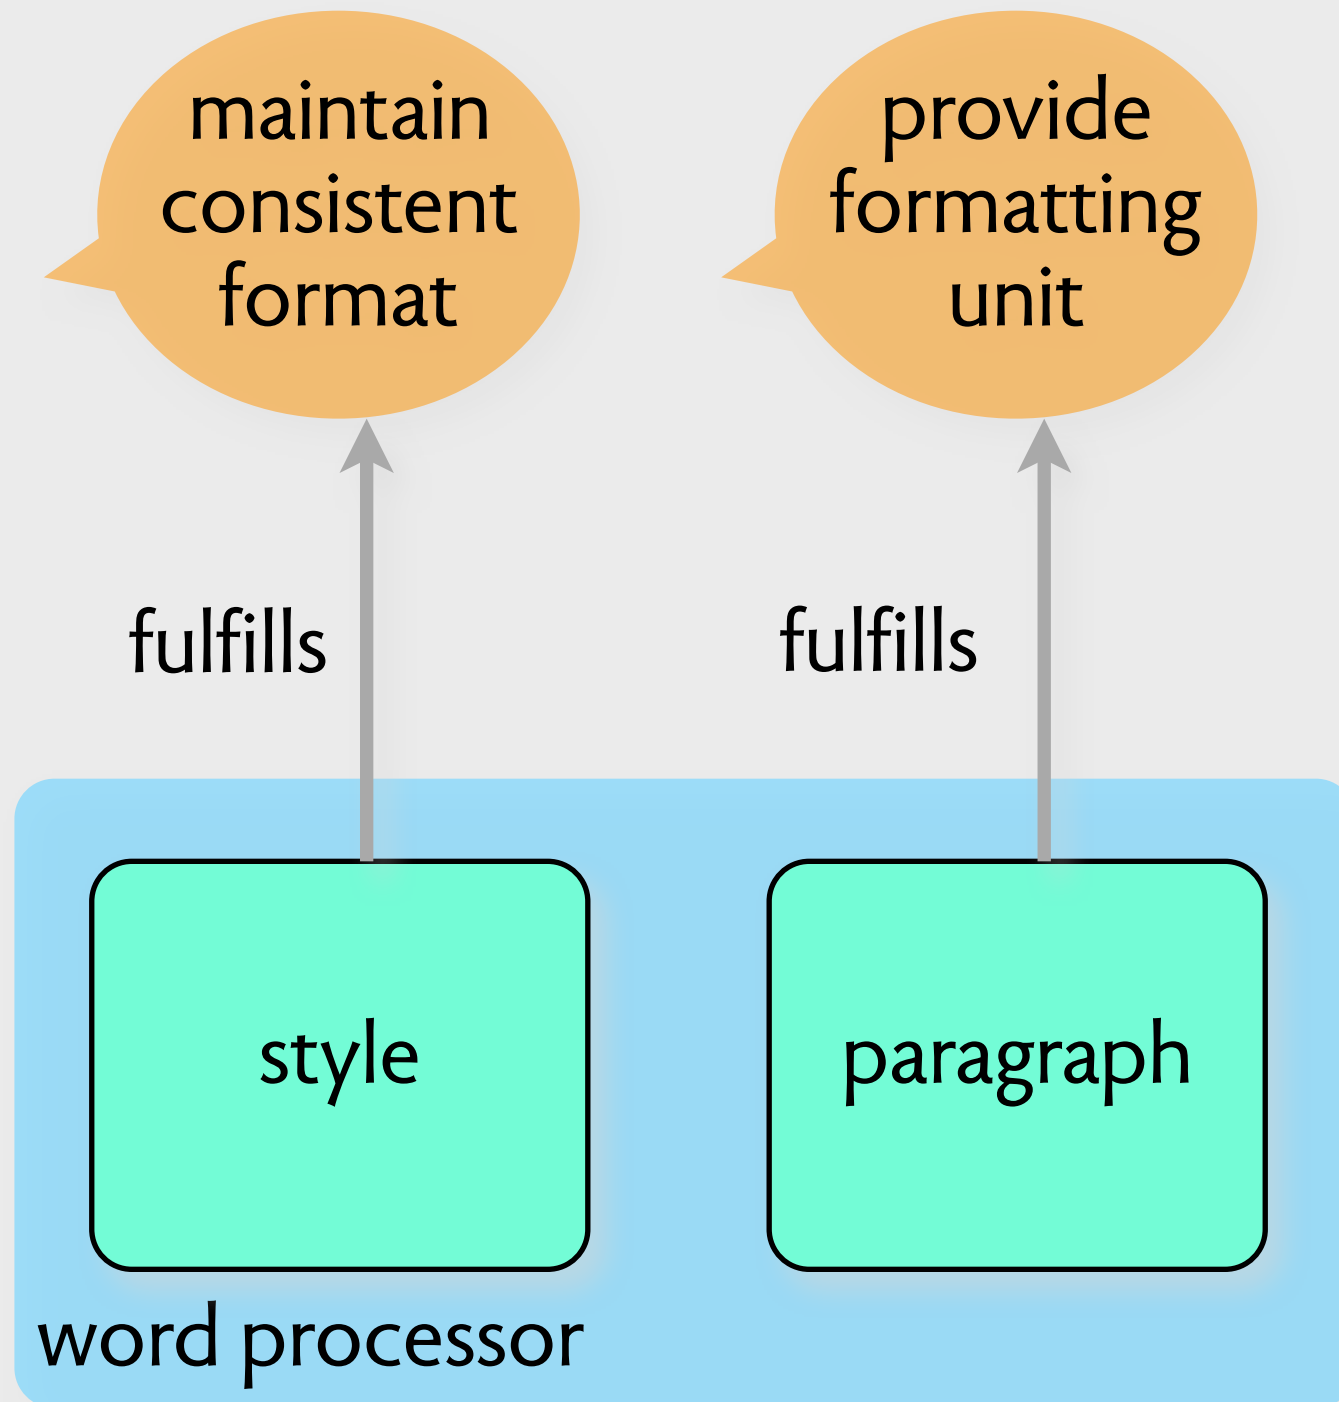 maintain
consistent
format
provide
formatting
unit
fulfills
fulfills
style
paragraph
word processor